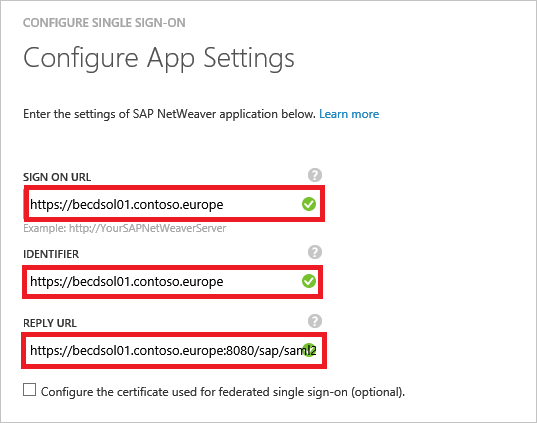 CONFIGURE SINGLE SIGN-ON
Configure App Settings
Enter the settings of SAP NetWeaver application below. Learn more
SIGN ON URL ?
https://becdsol01.contoso.europe
Example: http://YourSAPNetWeaverServer
IDENTIFIER ?
https://becdsol01.contoso.europe
REPLY URL ?
https://becdsol01.contoso.europe:8080/sap/saml2
Configure the certificate used for federated single sign-on (optional).